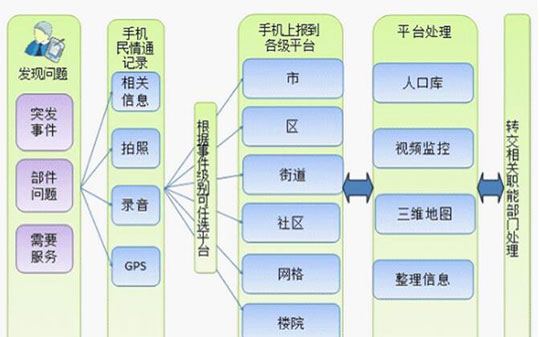 发现问题
突发
事件
部件
问题
需要
服务
手机
民情通
记录
相关
信息
拍照
录音
GPS
根据事件级别可任选平台
手机上报到
各级平台
市
区
街道
社区
网格
楼院
平台处理
人口库
视频监控
三维地图
整理信息
转交相关职能部门处理